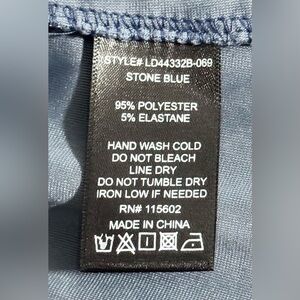 STYLE# LD44332B-069
STONE BLUE
95% POLYESTER
5% ELASTANE
HAND WASH COLD
DO NOT BLEACH
LINE DRY
DO NOT TUMBLE DRY
IRON LOW IF NEEDED
RN# 115602
MADE IN CHINA